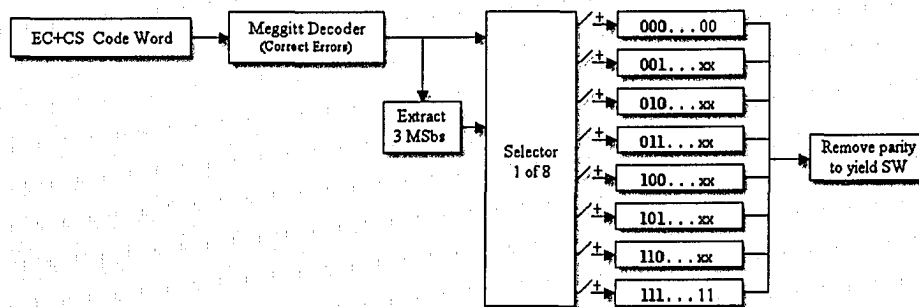 EC+CS Code Word
Meggitt Decoder
(Correct Errors)
Extract
3 MSbs
Selector
1 of 8
+
000...00
+
001...xx
+
010...xx
+
011...xx
+
100...xx
+
101...xx
+
110...xx
+
111...11
Remove parity
to yield SW